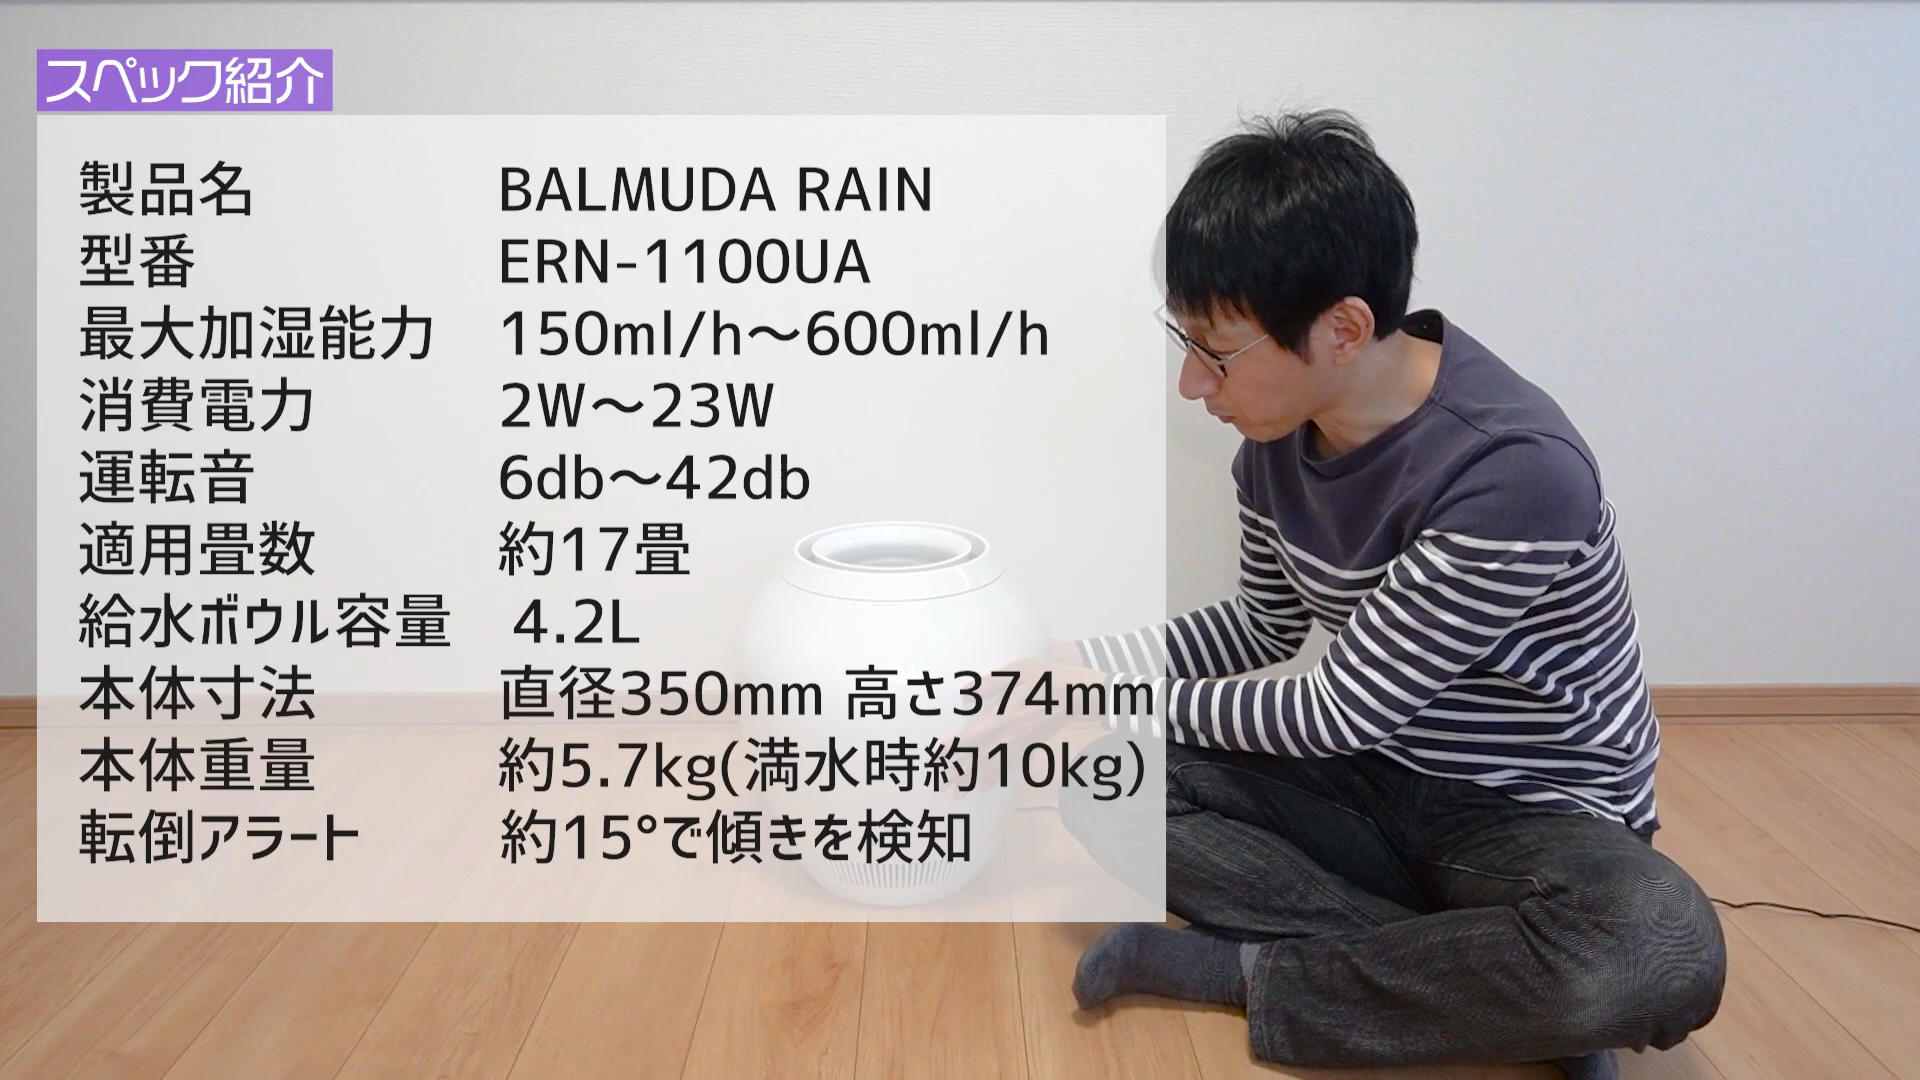 スペック紹介
製品名 BALMUDA RAIN
型番 ERN-1100UA
最大加湿能力 150ml/h〜600ml/h
消費電力 2W〜23W
運転音 6db〜42db
適用畳数 約17畳
給水ボウル容量 4.2L
本体寸法 直径350mm 高さ374mm
本体重量 約5.7kg(満水時約10kg)
転倒アラート 約15°で傾きを検知